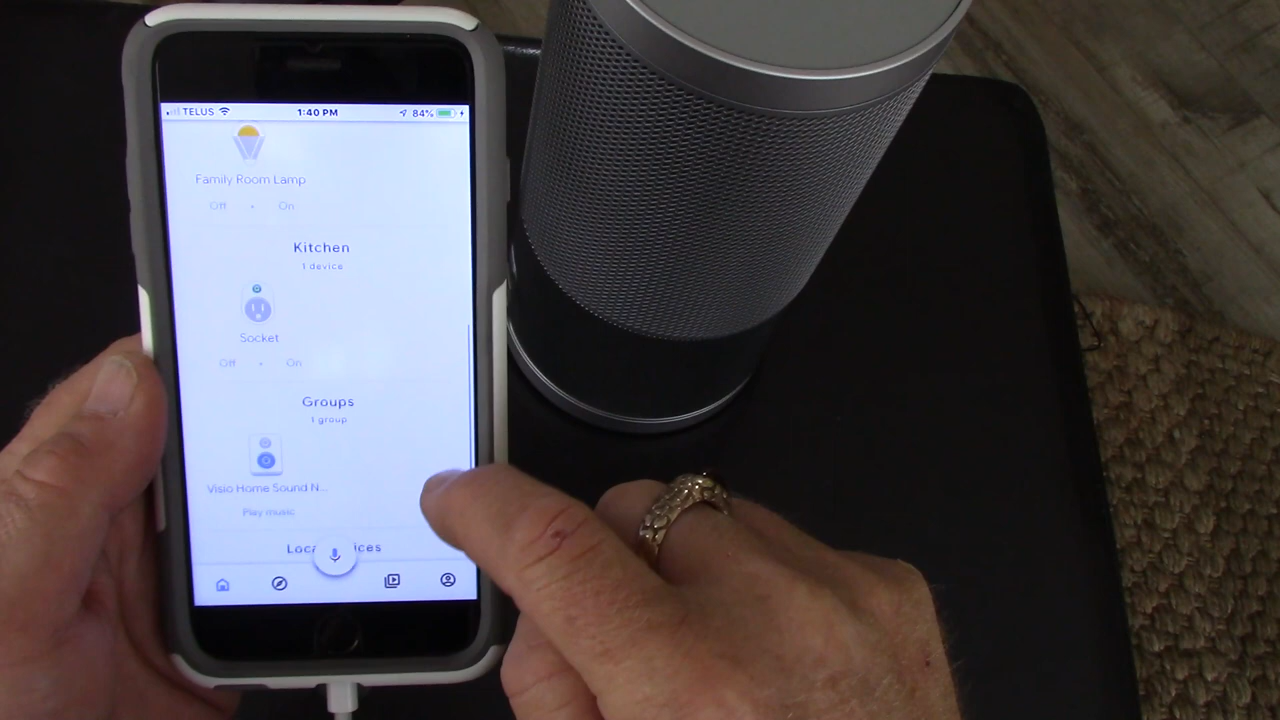 TELUS 1:40 PM 84%
Family Room Lamp
Off • On
Kitchen
1 device
Socket
Off • On
Groups
1 group
Visio Home Sound N...
Play music